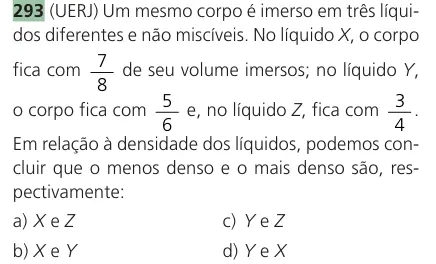 293 (UERJ) Um mesmo corpo é imerso em três líqui-
dos diferentes e não miscíveis. No líquido X, o corpo
fica com 7/8 de seu volume imersos; no líquido Y,
o corpo fica com 5/6 e, no líquido Z, fica com 3/4.
Em relação à densidade dos líquidos, podemos con-
cluir que o menos denso e o mais denso são, res-
pectivamente:
a) X e Z c) Y e Z
b) X e Y d) Y e X